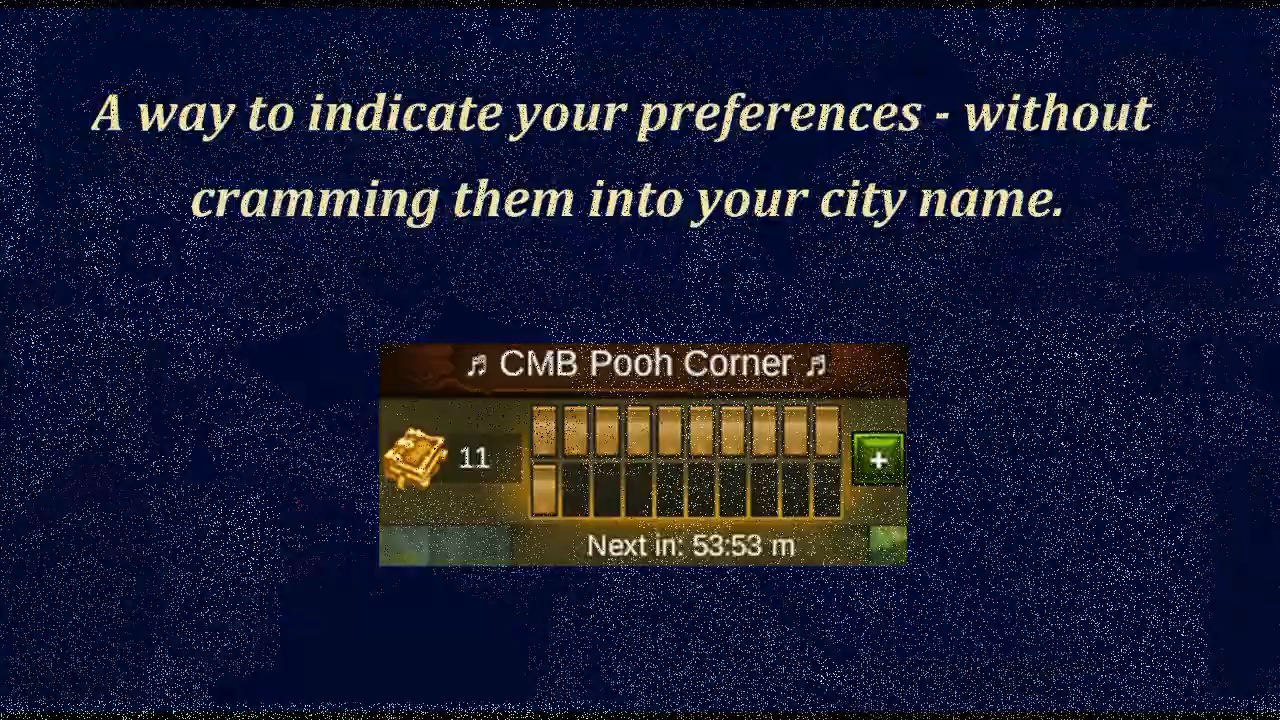 A way to indicate your preferences - without
cramming them into your city name.
♬ CMB Pooh Corner ♬
11
+
Next in: 53:53 m